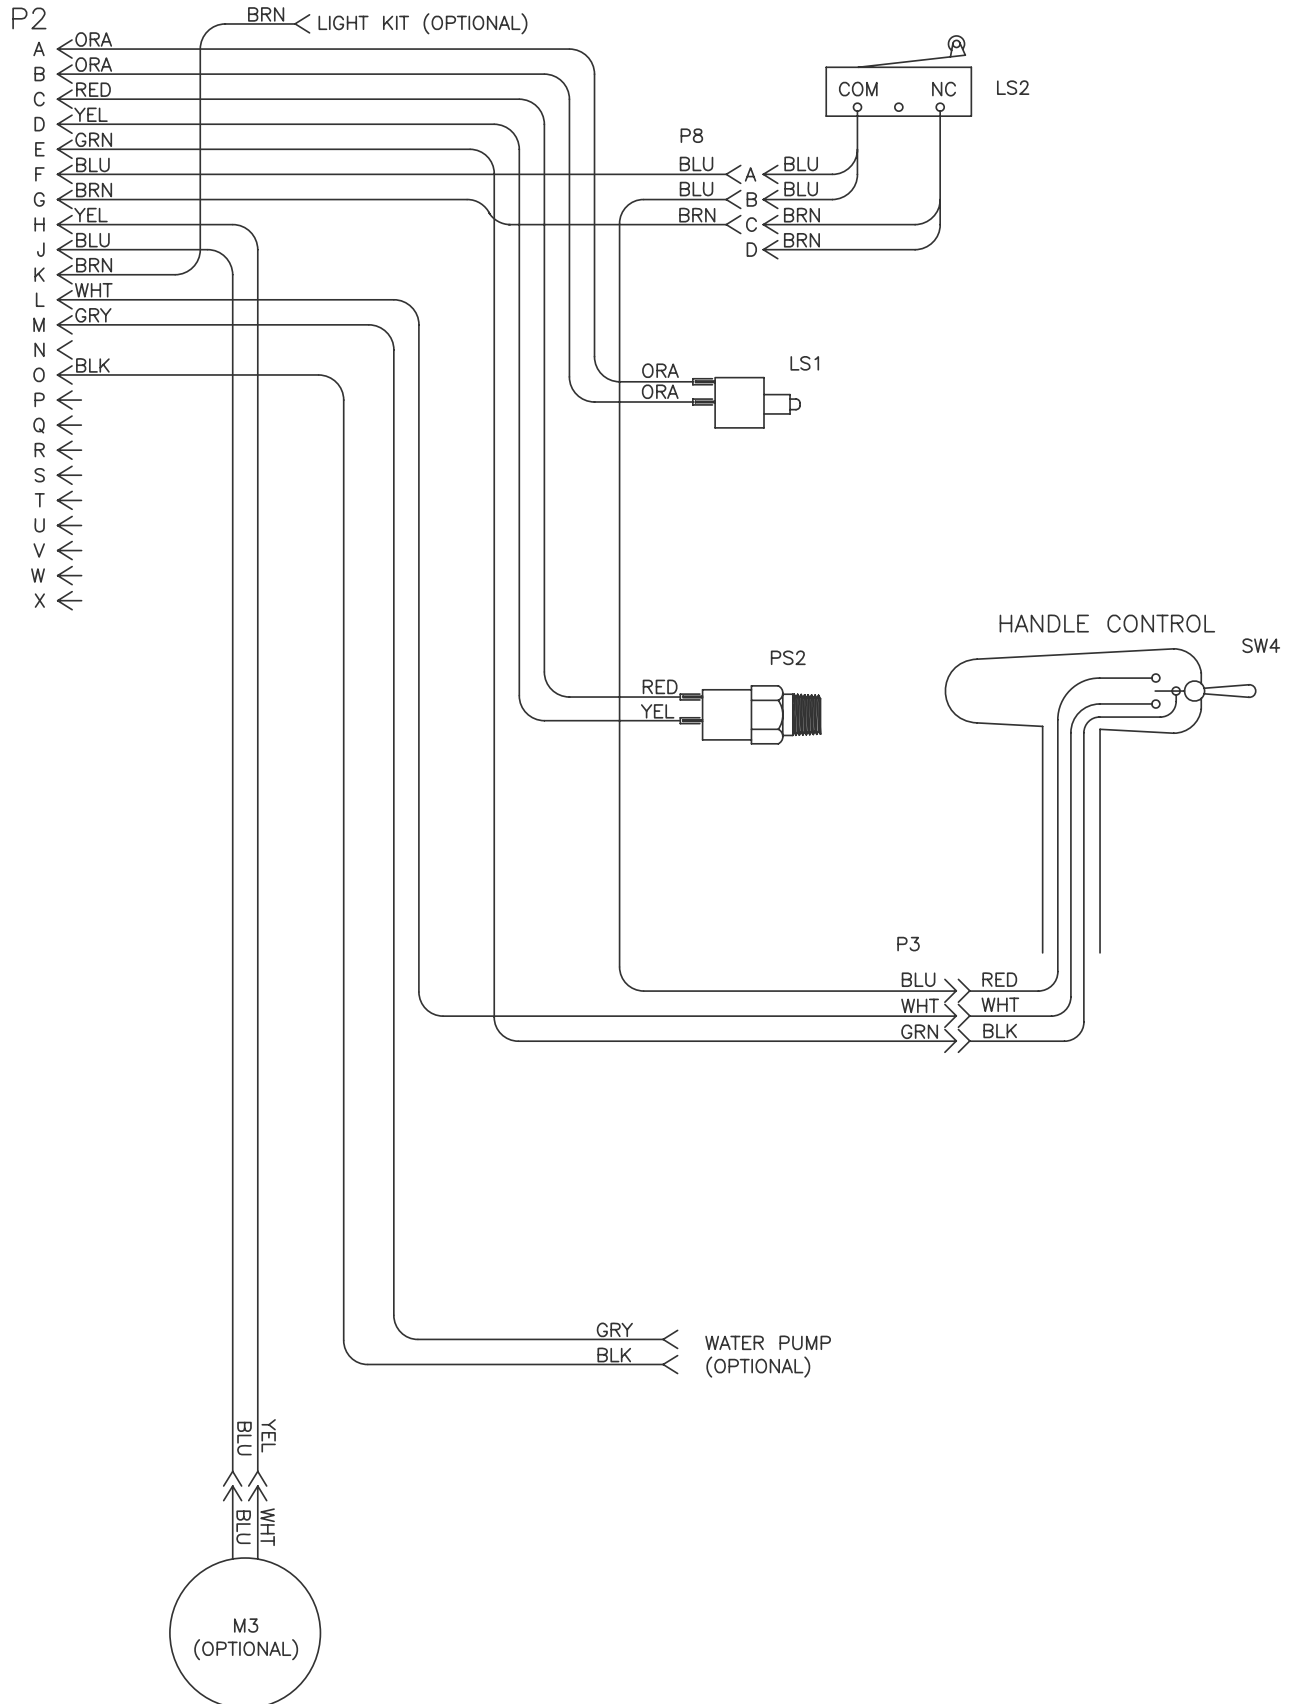 P2
BRN LIGHT KIT (OPTIONAL)
A ORA
B ORA
C RED
D YEL
E GRN
F BLU
G BRN
H YEL
J BLU
K BRN
L WHT
M GRY
N
O BLK
P
Q
R
S
T
U
V
W
X
COM NC LS2
P8
BLU A BLU
BLU B BLU
BRN C BRN
D BRN
LS1
ORA
ORA
HANDLE CONTROL
SW4
PS2
RED
YEL
P3
BLU RED
WHT WHT
GRN BLK
GRY
BLK
WATER PUMP
(OPTIONAL)
BLU YEL
BLU WHT
M3
(OPTIONAL)